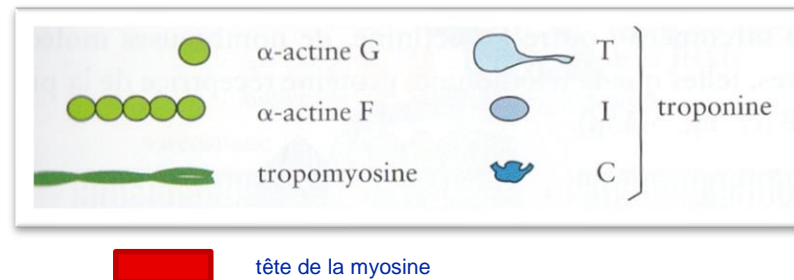 α-actine G
T
α-actine F
I
troponine
tropomyosine
C
tête de la myosine